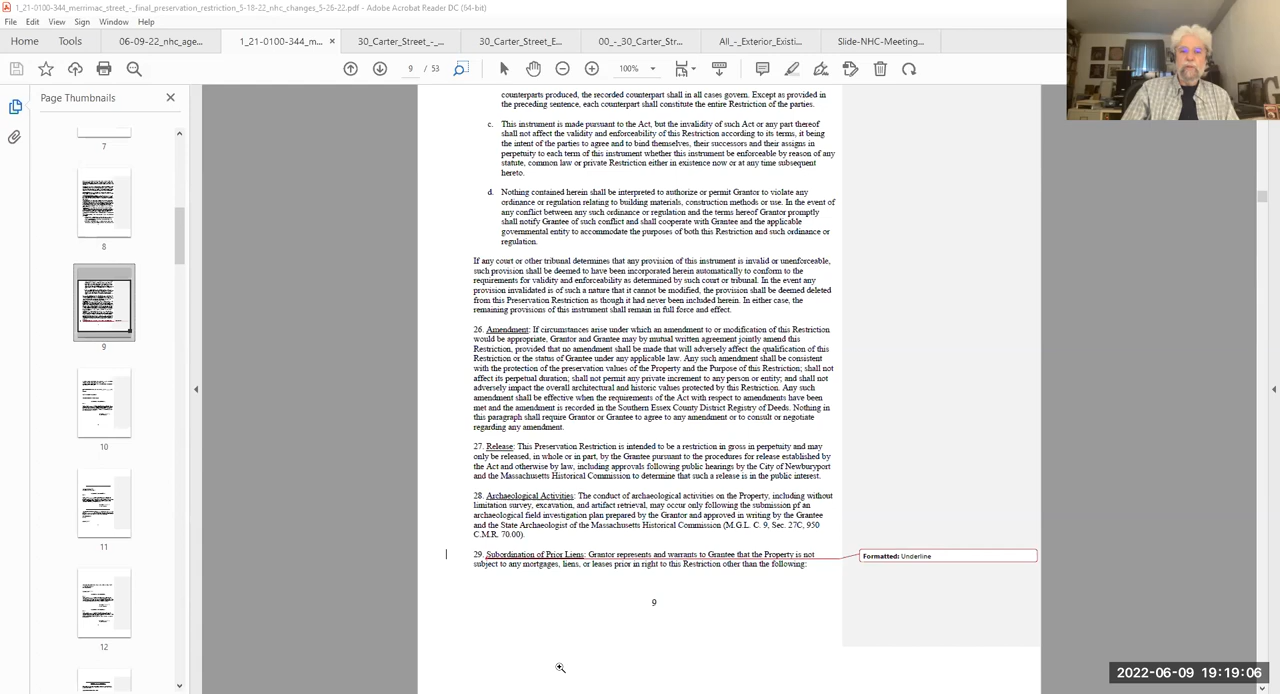 1_21-0100-344_merrimac_street_-_final_preservation_restriction_5-18-22_nhc_changes_5-26-22.pdf - Adobe Acrobat Reader DC (64-bit)
File Edit View Sign Window Help
Home Tools 06-09-22_nhc_age... 1_21-0100-344_m... × 30_Carter_Street_-_... 30_Carter_Street_E... 00_-_30_Carter_Str... All_-_Exterior_Existi... Slide-NHC-Meeting...
9 / 53 100%
Page Thumbnails
7
8
9
10
11
12
counterparts produced, the recorded counterpart shall in all cases govern. Except as provided in
the preceding sentence, each counterpart shall constitute the entire Restriction of the parties.
c. This instrument is made pursuant to the Act, but the invalidity of such Act or any part thereof
shall not affect the validity and enforceability of this Restriction according to its terms, it being
the intent of the parties to agree and to bind themselves, their successors and their assigns in
perpetuity to each term of this instrument whether this instrument be enforceable by reason of any
statute, common law or private Restriction either in existence now or at any time subsequent
hereto.
d. Nothing contained herein shall be interpreted to authorize or permit Grantor to violate any
ordinance or regulation relating to building materials, construction methods or use. In the event of
any conflict between any such ordinance or regulation and the terms hereof Grantor promptly
shall notify Grantee of such conflict and shall cooperate with Grantee and the applicable
governmental entity to accommodate the purposes of both this Restriction and such ordinance or
regulation.
If any court or other tribunal determines that any provision of this instrument is invalid or unenforceable,
such provision shall be deemed to have been incorporated herein automatically to conform to the
requirements for validity and enforceability as determined by such court or tribunal. In the event any
provision invalidated is of such a nature that it cannot be modified, the provision shall be deemed deleted
from this Preservation Restriction as though it had never been included herein. In either case, the
remaining provisions of this instrument shall remain in full force and effect.
26. Amendment: If circumstances arise under which an amendment to or modification of this Restriction
would be appropriate, Grantor and Grantee may by mutual written agreement jointly amend this
Restriction, provided that no amendment shall be made that will adversely affect the qualification of this
Restriction or the status of Grantee under any applicable law. Any such amendment shall be consistent
with the protection of the preservation values of the Property and the Purpose of this Restriction; shall not
affect its perpetual duration; shall not permit any private increment to any person or entity; and shall not
adversely impact the overall architectural and historic values protected by this Restriction. Any such
amendment shall be effective when the requirements of the Act with respect to amendments have been
met and the amendment is recorded in the Southern Essex County District Registry of Deeds. Nothing in
this paragraph shall require Grantor or Grantee to agree to any amendment or to consult or negotiate
regarding any amendment.
27. Release: This Preservation Restriction is intended to be a restriction in gross in perpetuity and may
only be released, in whole or in part, by the Grantee pursuant to the procedures for release established by
the Act and otherwise by law, including approvals following public hearings by the City of Newburyport
and the Massachusetts Historical Commission to determine that such a release is in the public interest.
28. Archaeological Activities: The conduct of archaeological activities on the Property, including without
limitation survey, excavation, and artifact retrieval, may occur only following the submission pf an
archaeological field investigation plan prepared by the Grantor and approved in writing by the Grantee
and the State Archaeologist of the Massachusetts Historical Commission (M.G.L. C. 9, Sec. 27C, 950
C.M.R. 70.00).
29. Subordination of Prior Liens: Grantor represents and warrants to Grantee that the Property is not
subject to any mortgages, liens, or leases prior in right to this Restriction other than the following:
Formatted: Underline
9
2022-06-09 19:19:06